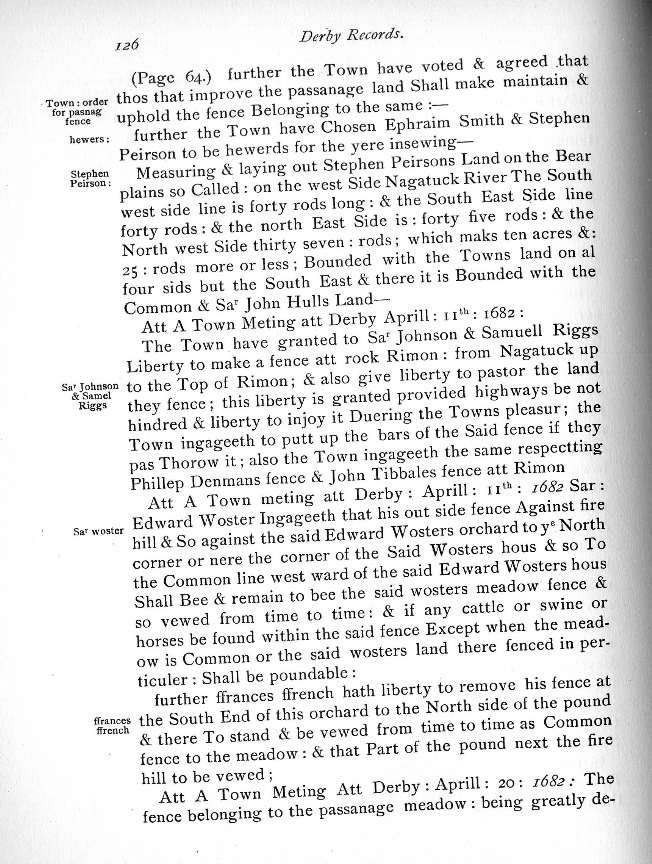 126
Derby Records.
(Page 64.) further the Town have voted & agreed that
thos that improve the passanage land Shall make maintain &
Town : order
for pasnag
fence
uphold the fence Belonging to the same :—
hewers :
further the Town have Chosen Ephraim Smith & Stephen
Peirson to be hewerds for the yere insewing—
Stephen
Peirson :
Measuring & laying out Stephen Peirsons Land on the Bear
plains so Called : on the west Side Nagatuck River The South
west side line is forty rods long : & the South East Side line
forty rods : & the north East Side is : forty five rods : & the
North west Side thirty seven : rods ; which maks ten acres &:
25 : rods more or less ; Bounded with the Towns land on al
four sids but the South East & there it is Bounded with the
Common & Saʳ John Hulls Land—
Att A Town Meting att Derby Aprill : 11ᵗʰ : 1682 :
The Town have granted to Saʳ Johnson & Samuell Riggs
Liberty to make a fence att rock Rimon : from Nagatuck up
Saʳ Johnson
& Samel
Riggs
to the Top of Rimon ; & also give liberty to pastor the land
they fence ; this liberty is granted provided highways be not
hindred & liberty to injoy it Duering the Towns pleasur ; the
Town ingageeth to putt up the bars of the Said fence if they
pas Thorow it ; also the Town ingageeth the same respectting
Phillep Denmans fence & John Tibbales fence att Rimon
Att A Town meting att Derby : Aprill : 11ᵗʰ : 1682 Sar :
Saʳ woster
Edward Woster Ingageeth that his out side fence Against fire
hill & So against the said Edward Wosters orchard to yᵉ North
corner or nere the corner of the Said Wosters hous & so To
the Common line west ward of the said Edward Wosters hous
Shall Bee & remain to bee the said wosters meadow fence &
so vewed from time to time : & if any cattle or swine or
horses be found within the said fence Except when the mead-
ow is Common or the said wosters land there fenced in per-
ticuler : Shall be poundable :
further ffrances ffrench hath liberty to remove his fence at
ffrances
ffrench
the South End of this orchard to the North side of the pound
& there To stand & be vewed from time to time as Common
fence to the meadow : & that Part of the pound next the fire
hill to be vewed ;
Att A Town Meting Att Derby : Aprill : 20 : 1682 : The
fence belonging to the passanage meadow : being greatly de-